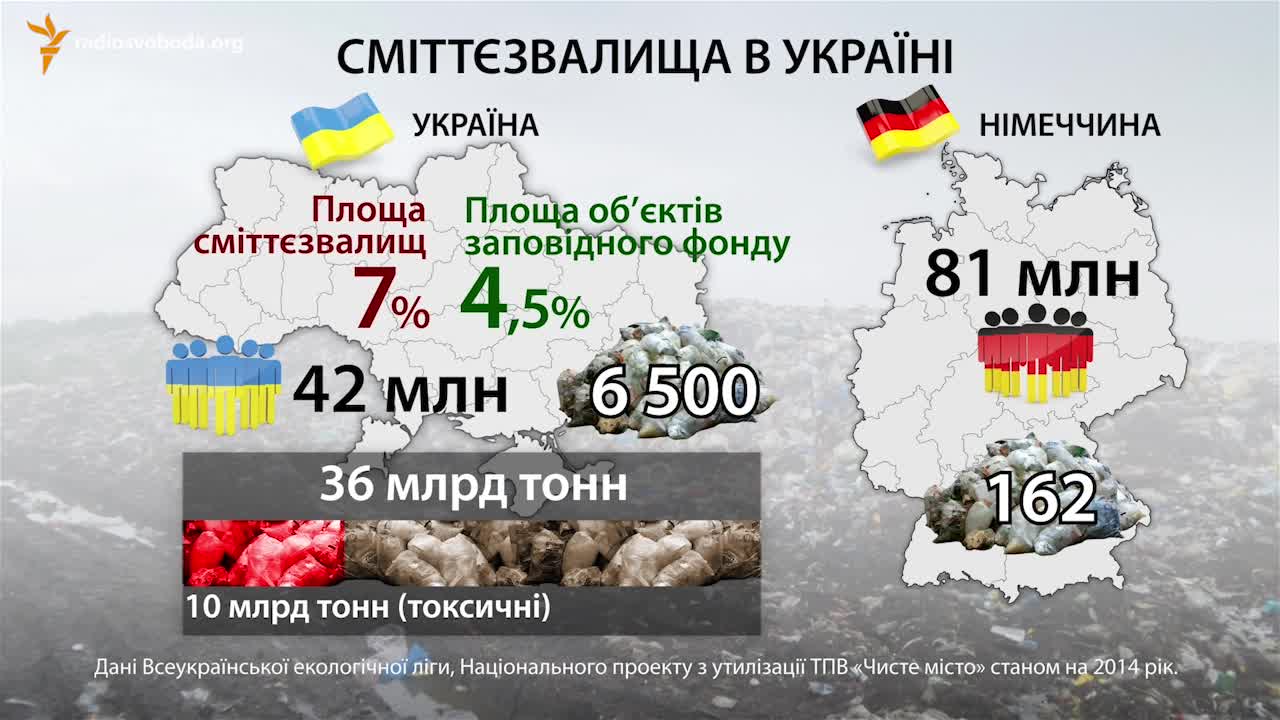 radiosvoboda.org
СМІТТЄЗВАЛИЩА В УКРАЇНІ
УКРАЇНА
Площа
сміттєзвалищ
7%
Площа об’єктів
заповідного фонду
4,5%
42 млн
6 500
36 млрд тонн
10 млрд тонн (токсичні)
НІМЕЧЧИНА
81 млн
162
Дані Всеукраїнської екологічної ліги, Національного проекту з утилізації ТПВ «Чисте місто» станом на 2014 рік.